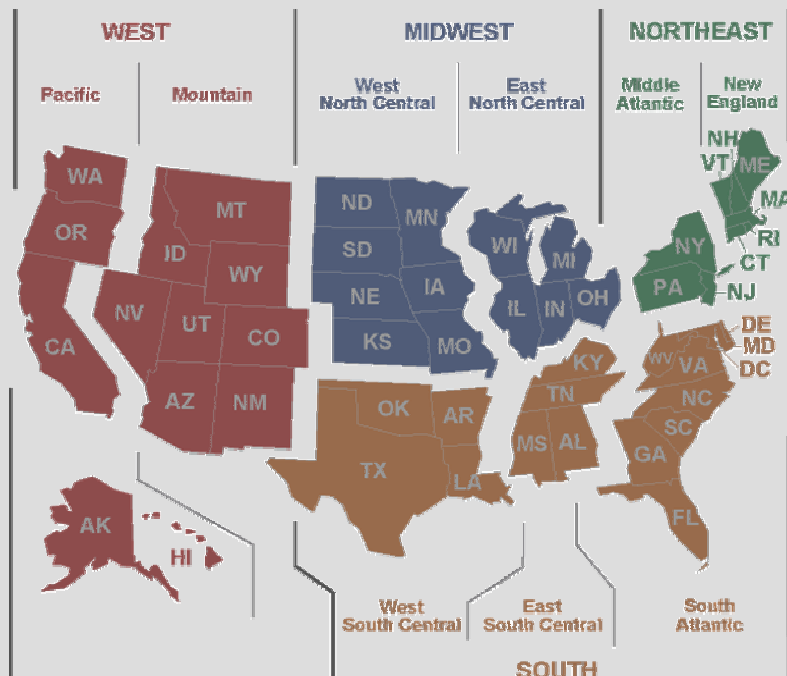 WEST
MIDWEST
NORTHEAST
Pacific
Mountain
West
North Central
East
North Central
Middle
Atlantic
New
England
WA
OR
CA
NV
ID
MT
WY
UT
CO
AZ
NM
AK
HI
ND
SD
NE
KS
MN
IA
MO
WI
MI
IL
IN
OH
NH
VT
ME
MA
RI
CT
NY
PA
NJ
DE
MD
DC
WV
VA
NC
SC
GA
FL
KY
TN
MS
AL
OK
AR
TX
LA
West
South Central
East
South Central
South
Atlantic
SOUTH